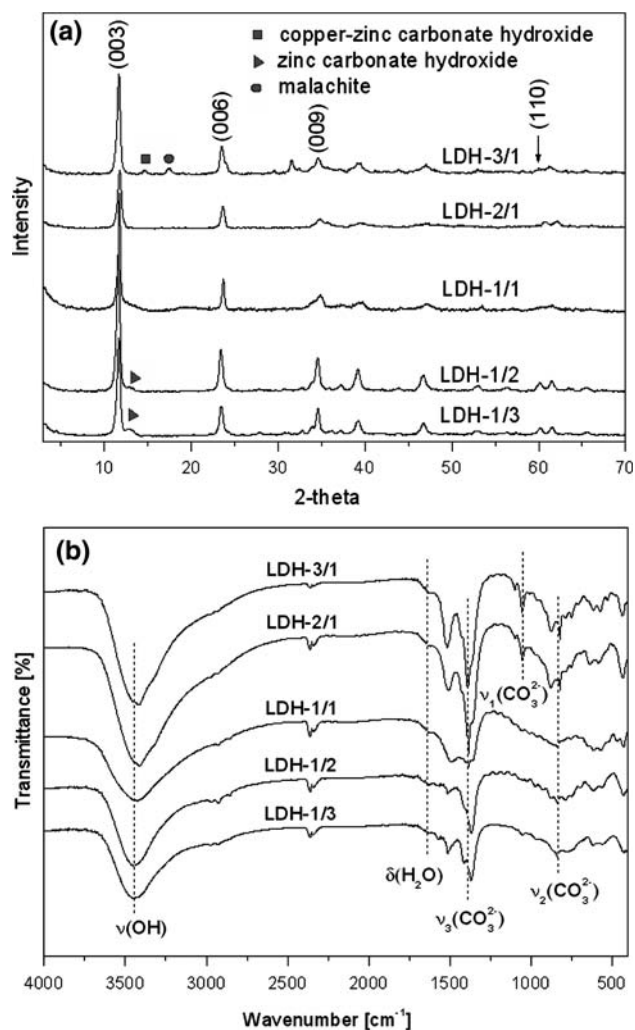 (a)
(003)
■ copper-zinc carbonate hydroxide
▶ zinc carbonate hydroxide
● malachite
(006)
(009)
(110)
LDH-3/1
LDH-2/1
LDH-1/1
LDH-1/2
LDH-1/3
Intensity
10 20 30 40 50 60 70
2-theta
(b)
LDH-3/1
LDH-2/1
LDH-1/1
LDH-1/2
LDH-1/3
ν₁(CO₃²⁻)
δ(H₂O)
ν₂(CO₃²⁻)
ν(OH)
ν₃(CO₃²⁻)
Transmittance [%]
4000 3500 3000 2500 2000 1500 1000 500
Wavenumber [cm⁻¹]